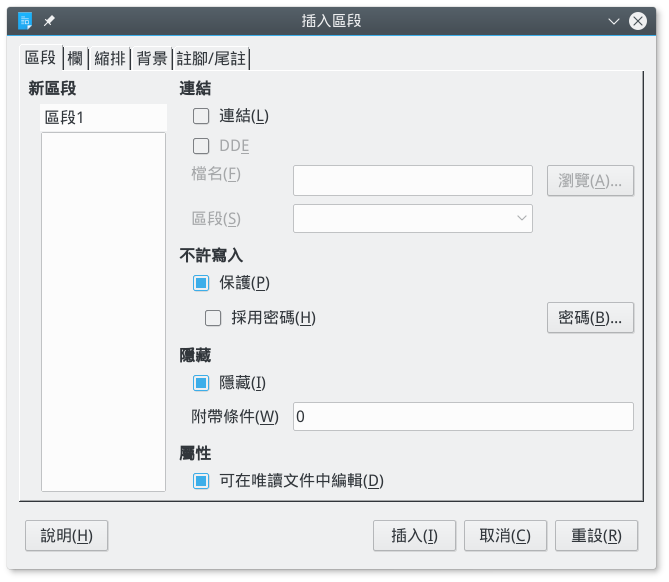 插入區段
區段 欄 縮排 背景 註腳/尾註
新區段
區段1
連結
連結(L)
DDE
檔名(F)
瀏覽(A)...
區段(S)
不許寫入
保護(P)
採用密碼(H)
密碼(B)...
隱藏
隱藏(I)
附帶條件(W) 0
屬性
可在唯讀文件中編輯(D)
說明(H) 插入(I) 取消(C) 重設(R)